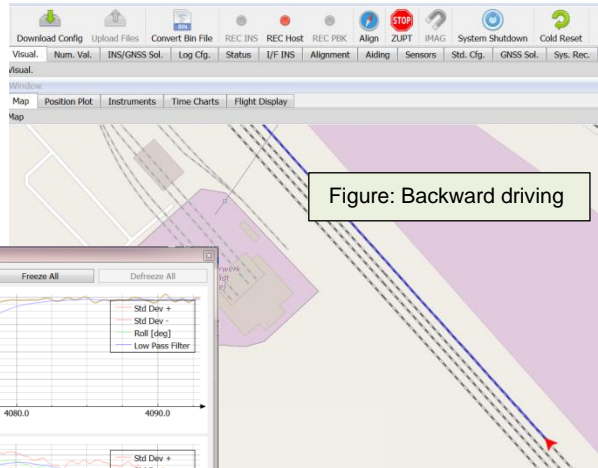 Download Config Upload Files Convert Bin File REC INS REC Host REC PBK Align ZUPT iMAG System Shutdown Cold Reset
BIN
STOP
Visual. Num. Val. INS/GNSS Sol. Log Cfg. Status I/F INS Alignment Aiding Sensors Std. Cfg. GNSS Sol. Sys. Rec.
Visual.
Window
Map Position Plot Instruments Time Charts Flight Display
Map
Figure: Backward driving
Freeze All Defreeze All
Std Dev +
Std Dev -
Roll [deg]
Low Pass Filter
4080.0 4090.0
Std Dev +